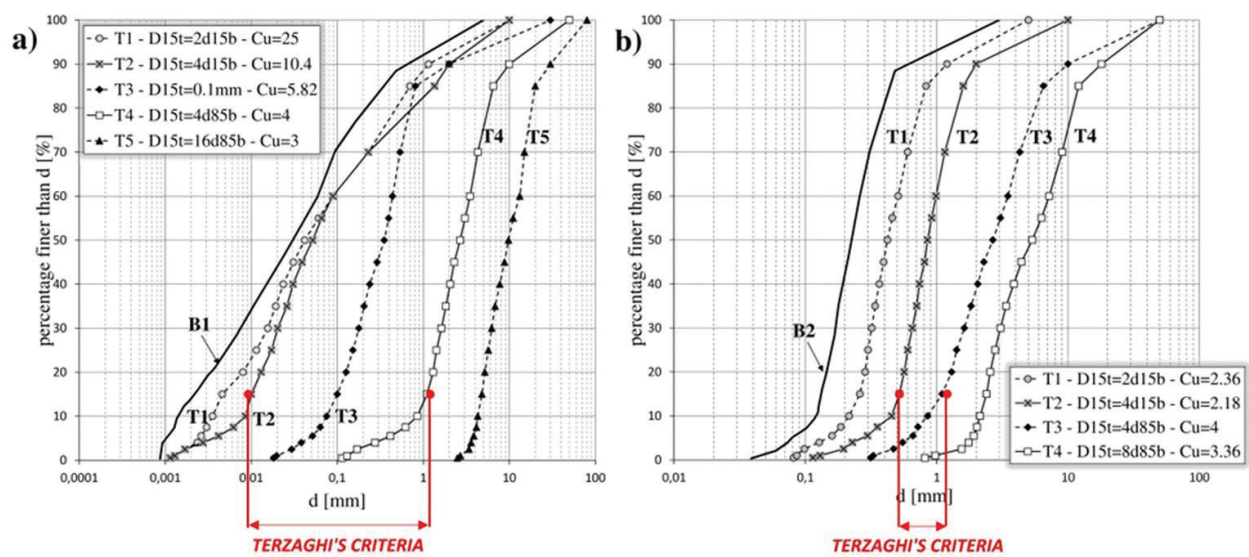 a)
T1 - D15t=2d15b - Cu=25
T2 - D15t=4d15b - Cu=10.4
T3 - D15t=0.1mm - Cu=5.82
T4 - D15t=4d85b - Cu=4
T5 - D15t=16d85b - Cu=3
percentage finer than d [%]
100
90
80
70
60
50
40
30
20
10
0
B1
T1
T2
T3
T4
T5
0,0001 0,001 0,01 0,1 1 10 100
d [mm]
TERZAGHI'S CRITERIA
b)
percentage finer than d [%]
100
90
80
70
60
50
40
30
20
10
0
T1
T2
T3
T4
B2
T1 - D15t=2d15b - Cu=2.36
T2 - D15t=4d15b - Cu=2.18
T3 - D15t=4d85b - Cu=4
T4 - D15t=8d85b - Cu=3.36
0,01 0,1 1 10 100
d [mm]
TERZAGHI'S CRITERIA